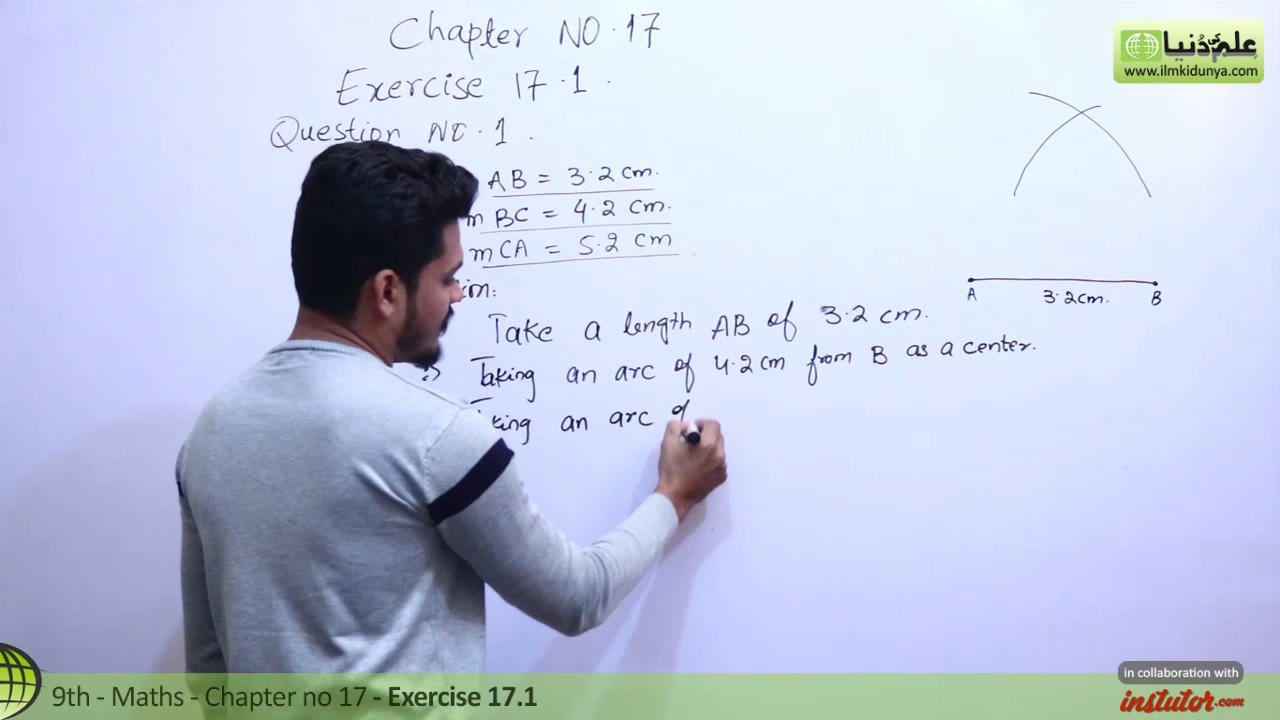 Chapter NO.17
Exercise 17.1.
Question NO.1.
AB = 3.2 cm.
m BC = 4.2 cm.
mCA = 5.2 cm
Take a length AB of 3.2 cm.
Taking an arc of 4.2 cm from B as a center.
an arc of
A 3.2cm. B
علم کی دُنیا
www.ilmkidunya.com
9th - Maths - Chapter no 17 - Exercise 17.1
in collaboration with
instutor.com